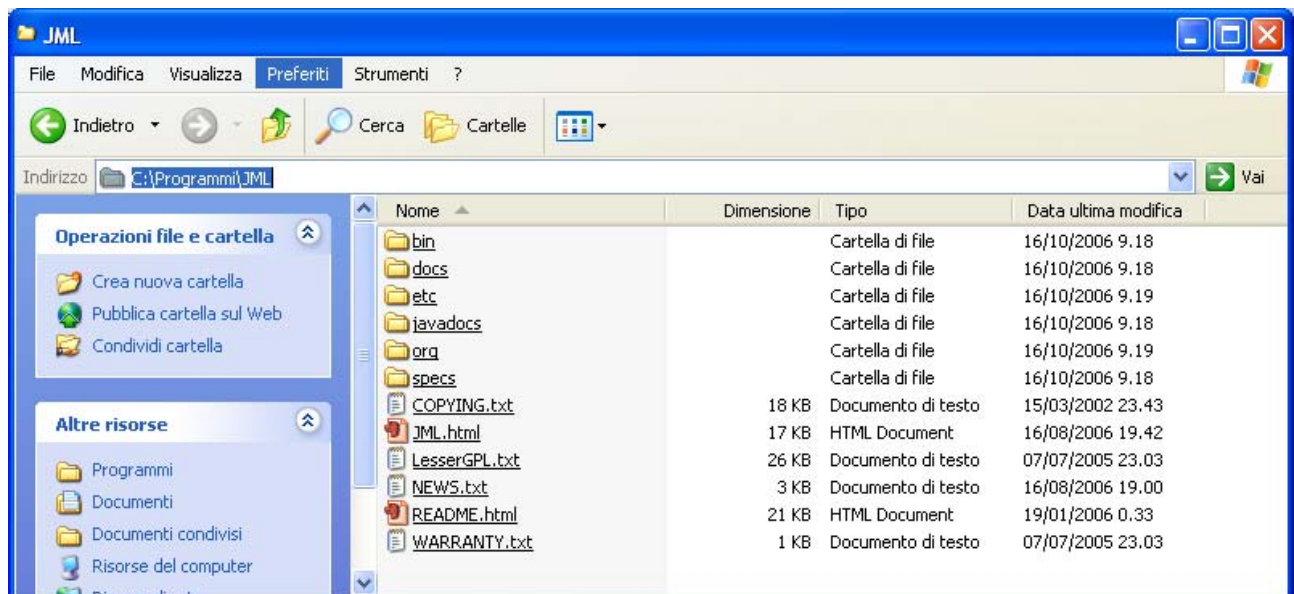 JML
File Modifica Visualizza Preferiti Strumenti ?
Indietro Cerca Cartelle
Indirizzo C:\Programmi\JML Vai
Operazioni file e cartella
Crea nuova cartella
Pubblica cartella sul Web
Condividi cartella
Altre risorse
Programmi
Documenti
Documenti condivisi
Risorse del computer
Nome Dimensione Tipo Data ultima modifica
bin Cartella di file 16/10/2006 9.18
docs Cartella di file 16/10/2006 9.18
etc Cartella di file 16/10/2006 9.19
javadocs Cartella di file 16/10/2006 9.18
org Cartella di file 16/10/2006 9.19
specs Cartella di file 16/10/2006 9.18
COPYING.txt 18 KB Documento di testo 15/03/2002 23.43
JML.html 17 KB HTML Document 16/08/2006 19.42
LesserGPL.txt 26 KB Documento di testo 07/07/2005 23.03
NEWS.txt 3 KB Documento di testo 16/08/2006 19.00
README.html 21 KB HTML Document 19/01/2006 0.33
WARRANTY.txt 1 KB Documento di testo 07/07/2005 23.03